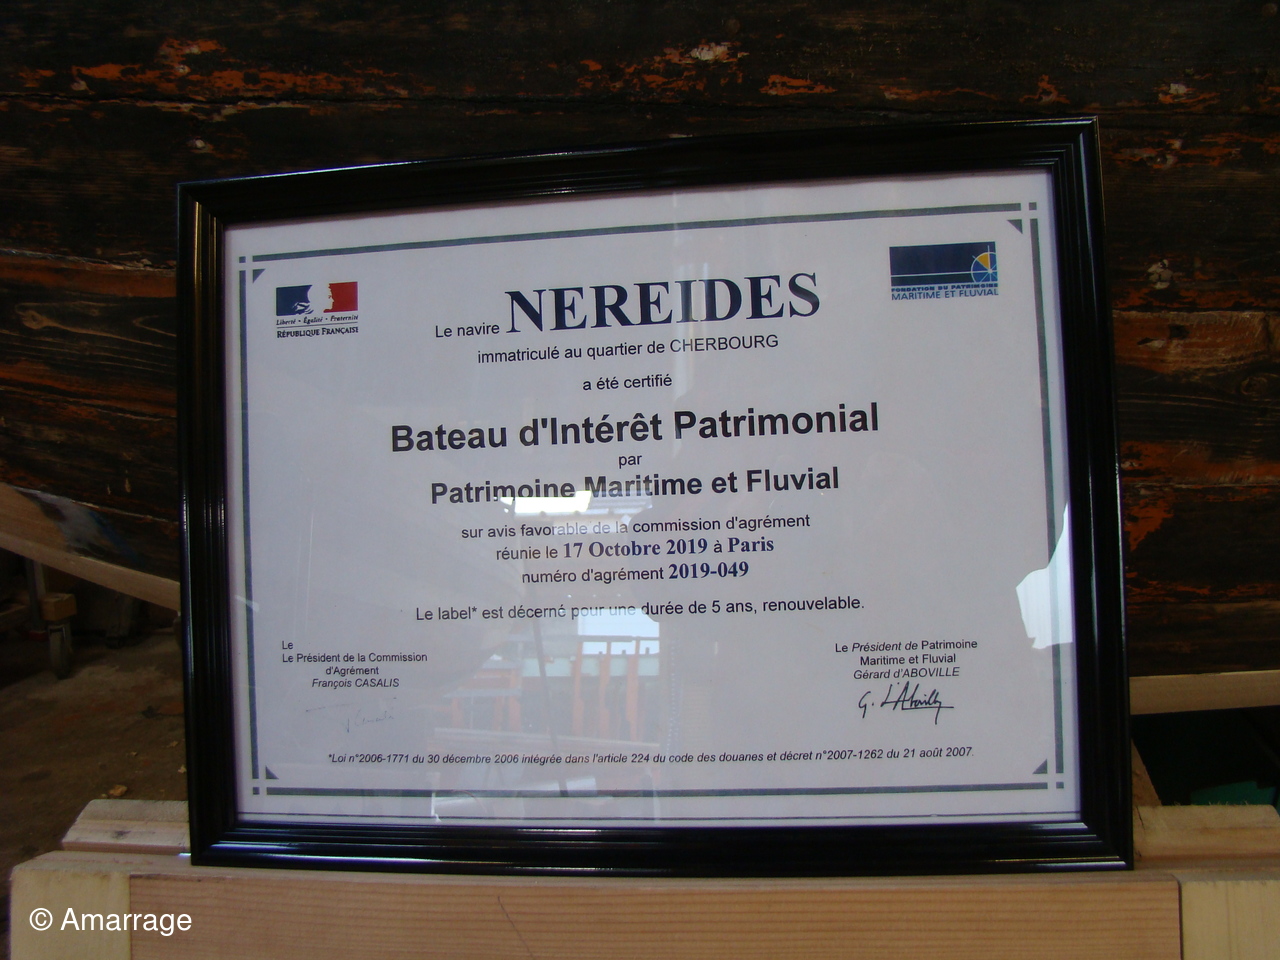 Liberté • Égalité • Fraternité
RÉPUBLIQUE FRANÇAISE
FONDATION DU PATRIMOINE
MARITIME ET FLUVIAL
Le navire NEREIDES
immatriculé au quartier de CHERBOURG
a été certifié
Bateau d'Intérêt Patrimonial
par
Patrimoine Maritime et Fluvial
sur avis favorable de la commission d'agrément
réunie le 17 Octobre 2019 à Paris
numéro d'agrément 2019-049
Le label* est décerné pour une durée de 5 ans, renouvelable.
Le
Le Président de la Commission
d'Agrément
François CASALIS
Le Président de Patrimoine
Maritime et Fluvial
Gérard d'ABOVILLE
G. d'Aboville
*Loi n°2006-1771 du 30 décembre 2006 intégrée dans l'article 224 du code des douanes et décret n°2007-1262 du 21 août 2007.
© Amarrage